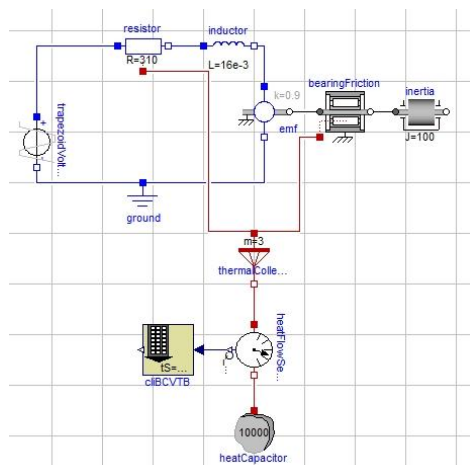 resistor
inductor
R=310
L=16e-3
bearingFriction
inertia
k=0.9
emf
J=100
trapezoidVolt...
ground
m=3
thermalColle...
heatFlowSe...
tS=...
cliBCVTB
10000
heatCapacitor